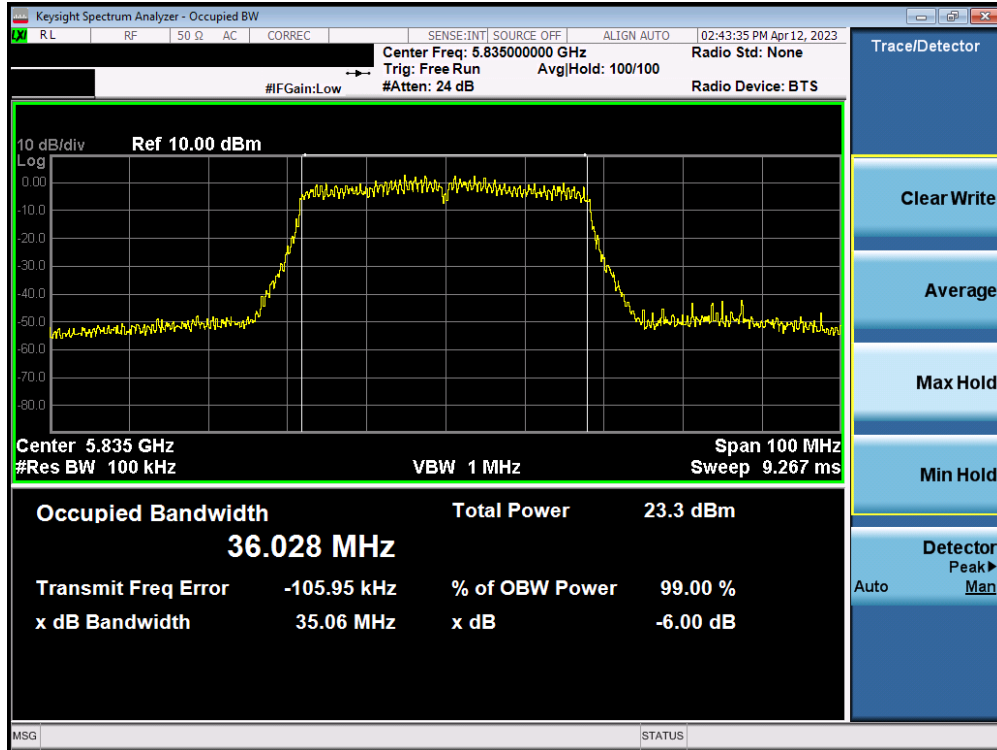 Keysight Spectrum Analyzer - Occupied BW
LXI RL RF 50 Ω AC CORREC SENSE:INT SOURCE OFF ALIGN AUTO 02:43:35 PM Apr 12, 2023
Center Freq: 5.835000000 GHz Radio Std: None
Trig: Free Run Avg|Hold: 100/100
#IFGain:Low #Atten: 24 dB Radio Device: BTS
10 dB/div Ref 10.00 dBm
Log
0.00
-10.0
-20.0
-30.0
-40.0
-50.0
-60.0
-70.0
-80.0
Center 5.835 GHz Span 100 MHz
#Res BW 100 kHz VBW 1 MHz Sweep 9.267 ms
Occupied Bandwidth Total Power 23.3 dBm
36.028 MHz
Transmit Freq Error -105.95 kHz % of OBW Power 99.00 %
x dB Bandwidth 35.06 MHz x dB -6.00 dB
Trace/Detector
Clear Write
Average
Max Hold
Min Hold
Detector
Peak▶
Auto Man
MSG STATUS